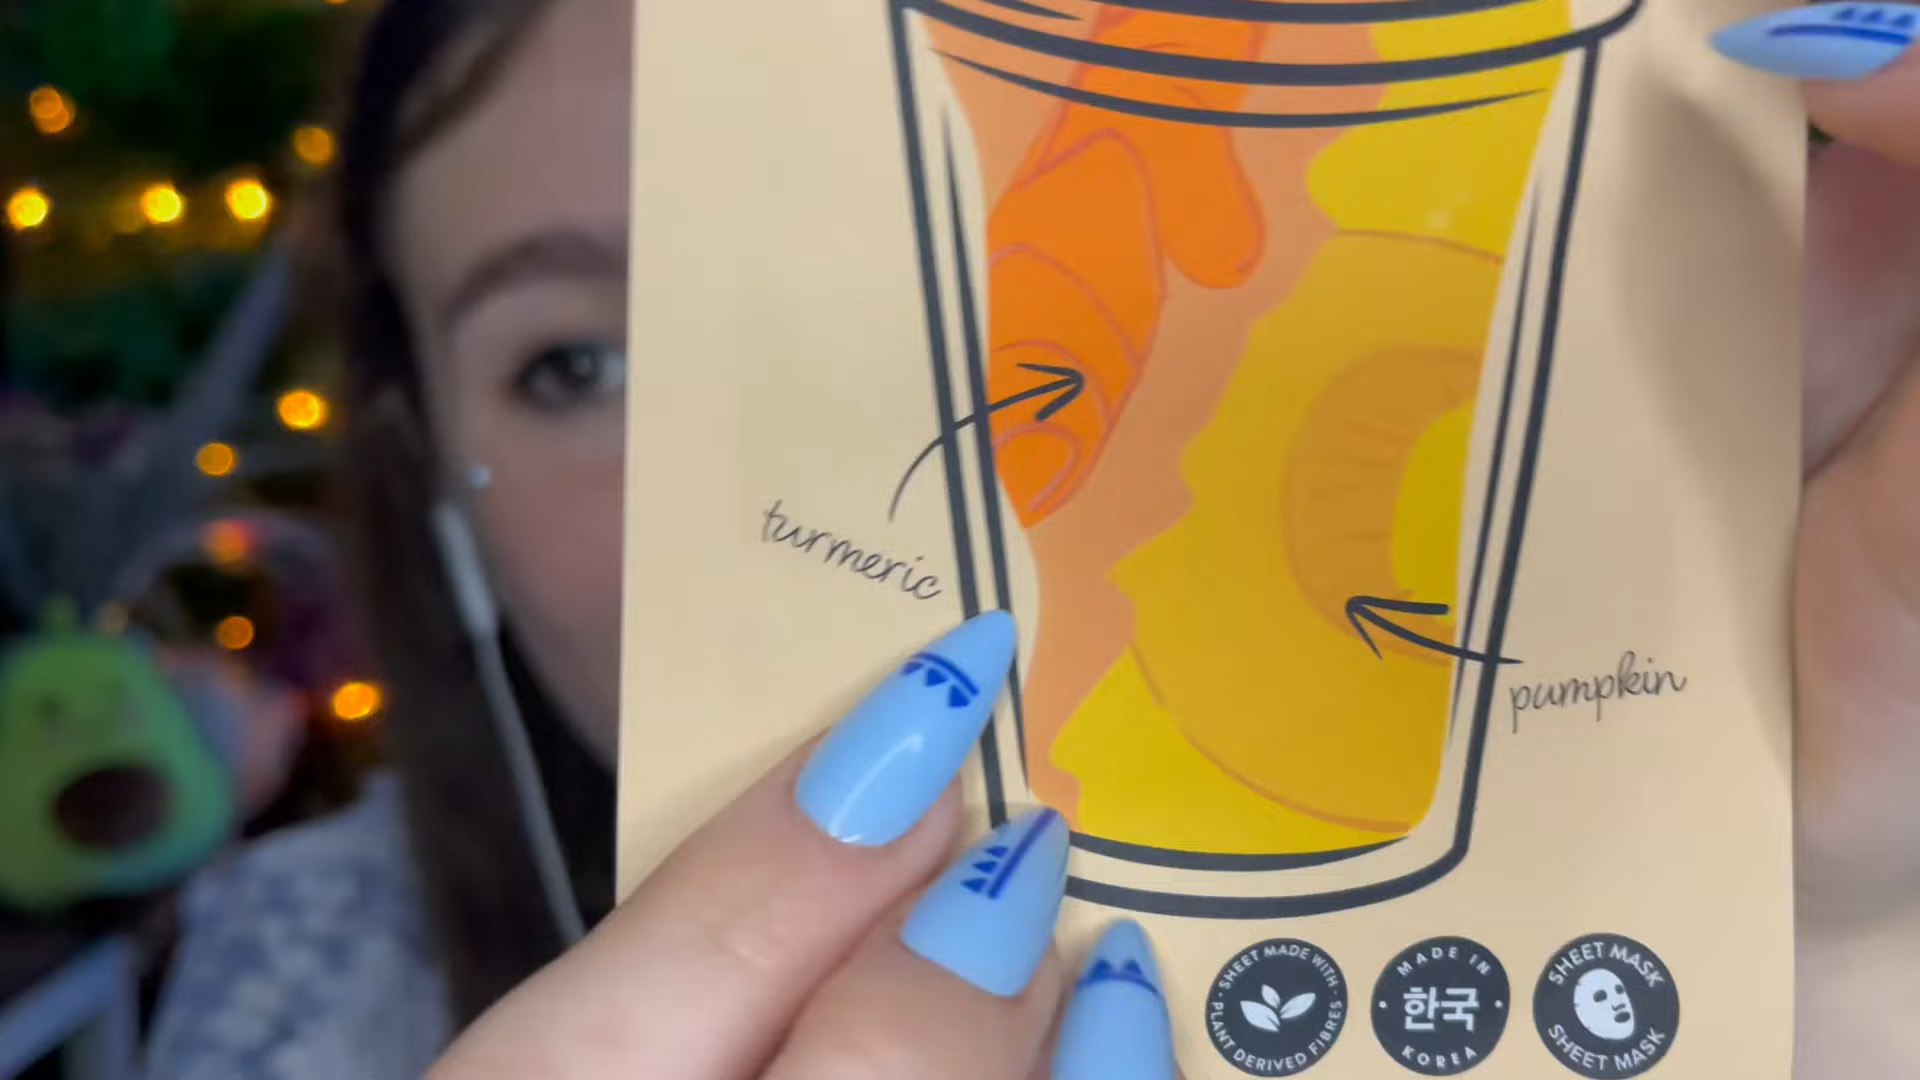 turmeric
pumpkin
· SHEET MADE WITH ·
PLANT DERIVED FIBRES
MADE IN
한국
KOREA
SHEET MASK
SHEET MASK